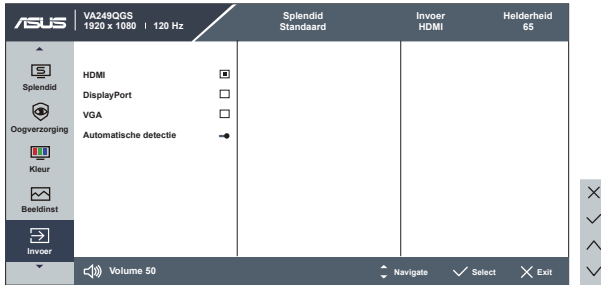 ASUS
VA249QGS
1920 x 1080 | 120 Hz
Splendid
Standaard
Invoer
HDMI
Helderheid
65
Splendid
Oogverzorging
Kleur
Beeldinst
Invoer
HDMI
DisplayPort
VGA
Automatische detectie
Volume 50
Navigate
Select
Exit